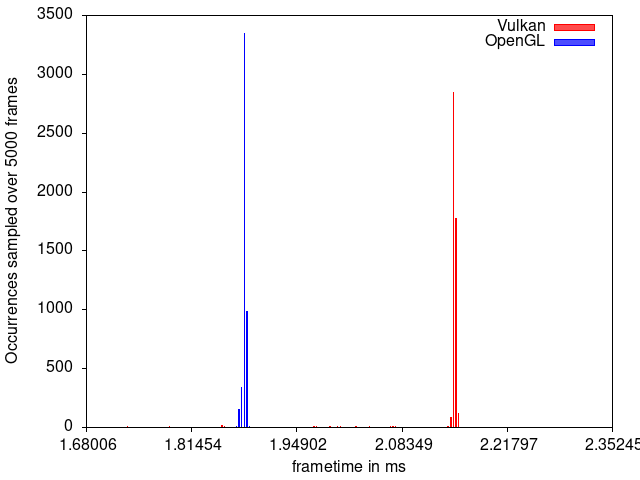 3500
Vulkan
OpenGL
3000
2500
2000
1500
1000
500
0
Occurrences sampled over 5000 frames
1.68006 1.81454 1.94902 2.08349 2.21797 2.35245
frametime in ms